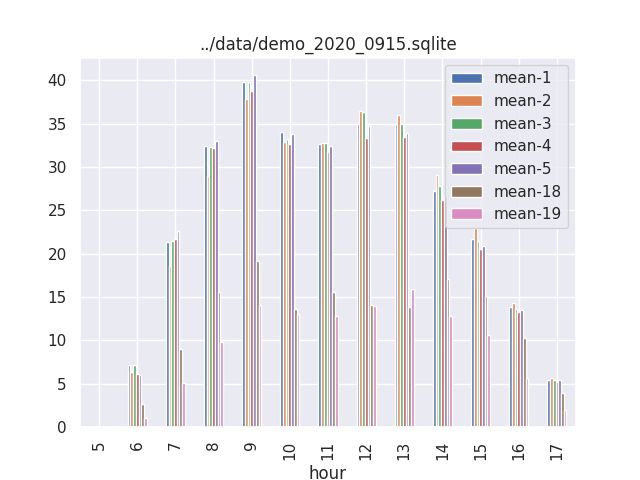 ../data/demo_2020_0915.sqlite
40
35
30
25
20
15
10
5
0
mean-1
mean-2
mean-3
mean-4
mean-5
mean-18
mean-19
5 6 7 8 9 10 11 12 13 14 15 16 17
hour